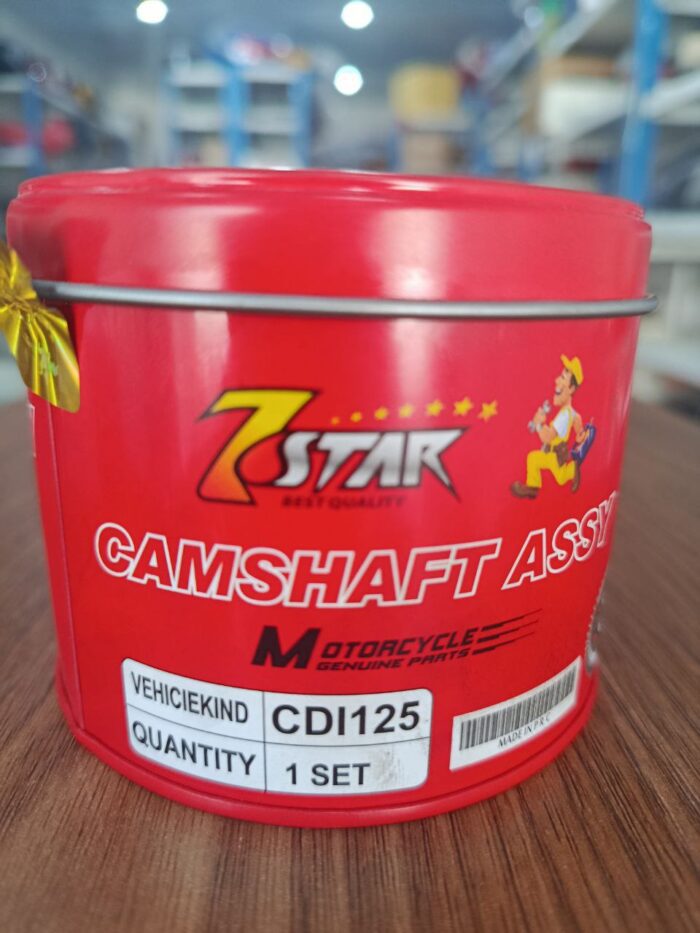 7STAR
BEST QUALITY
CAMSHAFT ASSY
MOTORCYCLE
GENUINE PARTS
VEHICIEKIND CDI125
QUANTITY 1 SET
MADE IN P.R.C